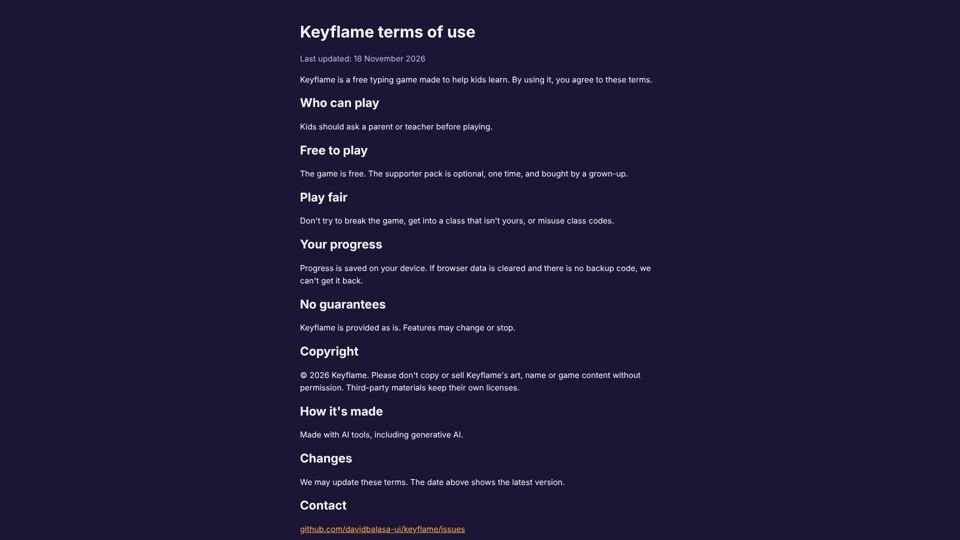 Keyflame terms of use
Last updated: 18 November 2026
Keyflame is a free typing game made to help kids learn. By using it, you agree to these terms.
Who can play
Kids should ask a parent or teacher before playing.
Free to play
The game is free. The supporter pack is optional, one time, and bought by a grown-up.
Play fair
Don't try to break the game, get into a class that isn't yours, or misuse class codes.
Your progress
Progress is saved on your device. If browser data is cleared and there is no backup code, we
can't get it back.
No guarantees
Keyflame is provided as is. Features may change or stop.
Copyright
© 2026 Keyflame. Please don't copy or sell Keyflame's art, name or game content without
permission. Third-party materials keep their own licenses.
How it's made
Made with AI tools, including generative AI.
Changes
We may update these terms. The date above shows the latest version.
Contact
github.com/davidbalasa-ui/keyflame/issues